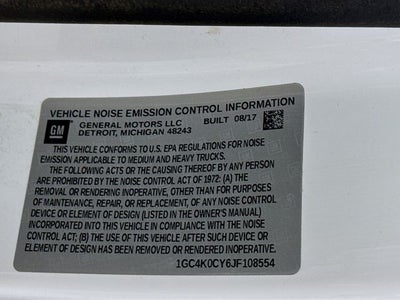 VEHICLE NOISE EMISSION CONTROL INFORMATION
GM
GENERAL MOTORS LLC BUILT 08/17
DETROIT, MICHIGAN 48243
THIS VEHICLE CONFORMS TO U.S. EPA REGULATIONS FOR NOISE
EMISSION APPLICABLE TO MEDIUM AND HEAVY TRUCKS.
THE FOLLOWING ACTS OR THE CAUSING THEREOF BY ANY PERSON
ARE PROHIBITED BY THE NOISE CONTROL ACT OF 1972: (A) THE
REMOVAL OR RENDERING INOPERATIVE, OTHER THAN FOR PURPOSES
OF MAINTENANCE, REPAIR, OR REPLACEMENT, OF ANY NOISE CONTROL
DEVICE OR ELEMENT OF DESIGN (LISTED IN THE OWNER'S MANUAL)
INCORPORATED INTO THIS VEHICLE IN COMPLIANCE WITH THE NOISE
CONTROL ACT; (B) THE USE OF THIS VEHICLE AFTER SUCH DEVICE OR
ELEMENT OF DESIGN HAS BEEN REMOVED OR RENDERED INOPERATIVE.
1GC4K0CY6JF108554